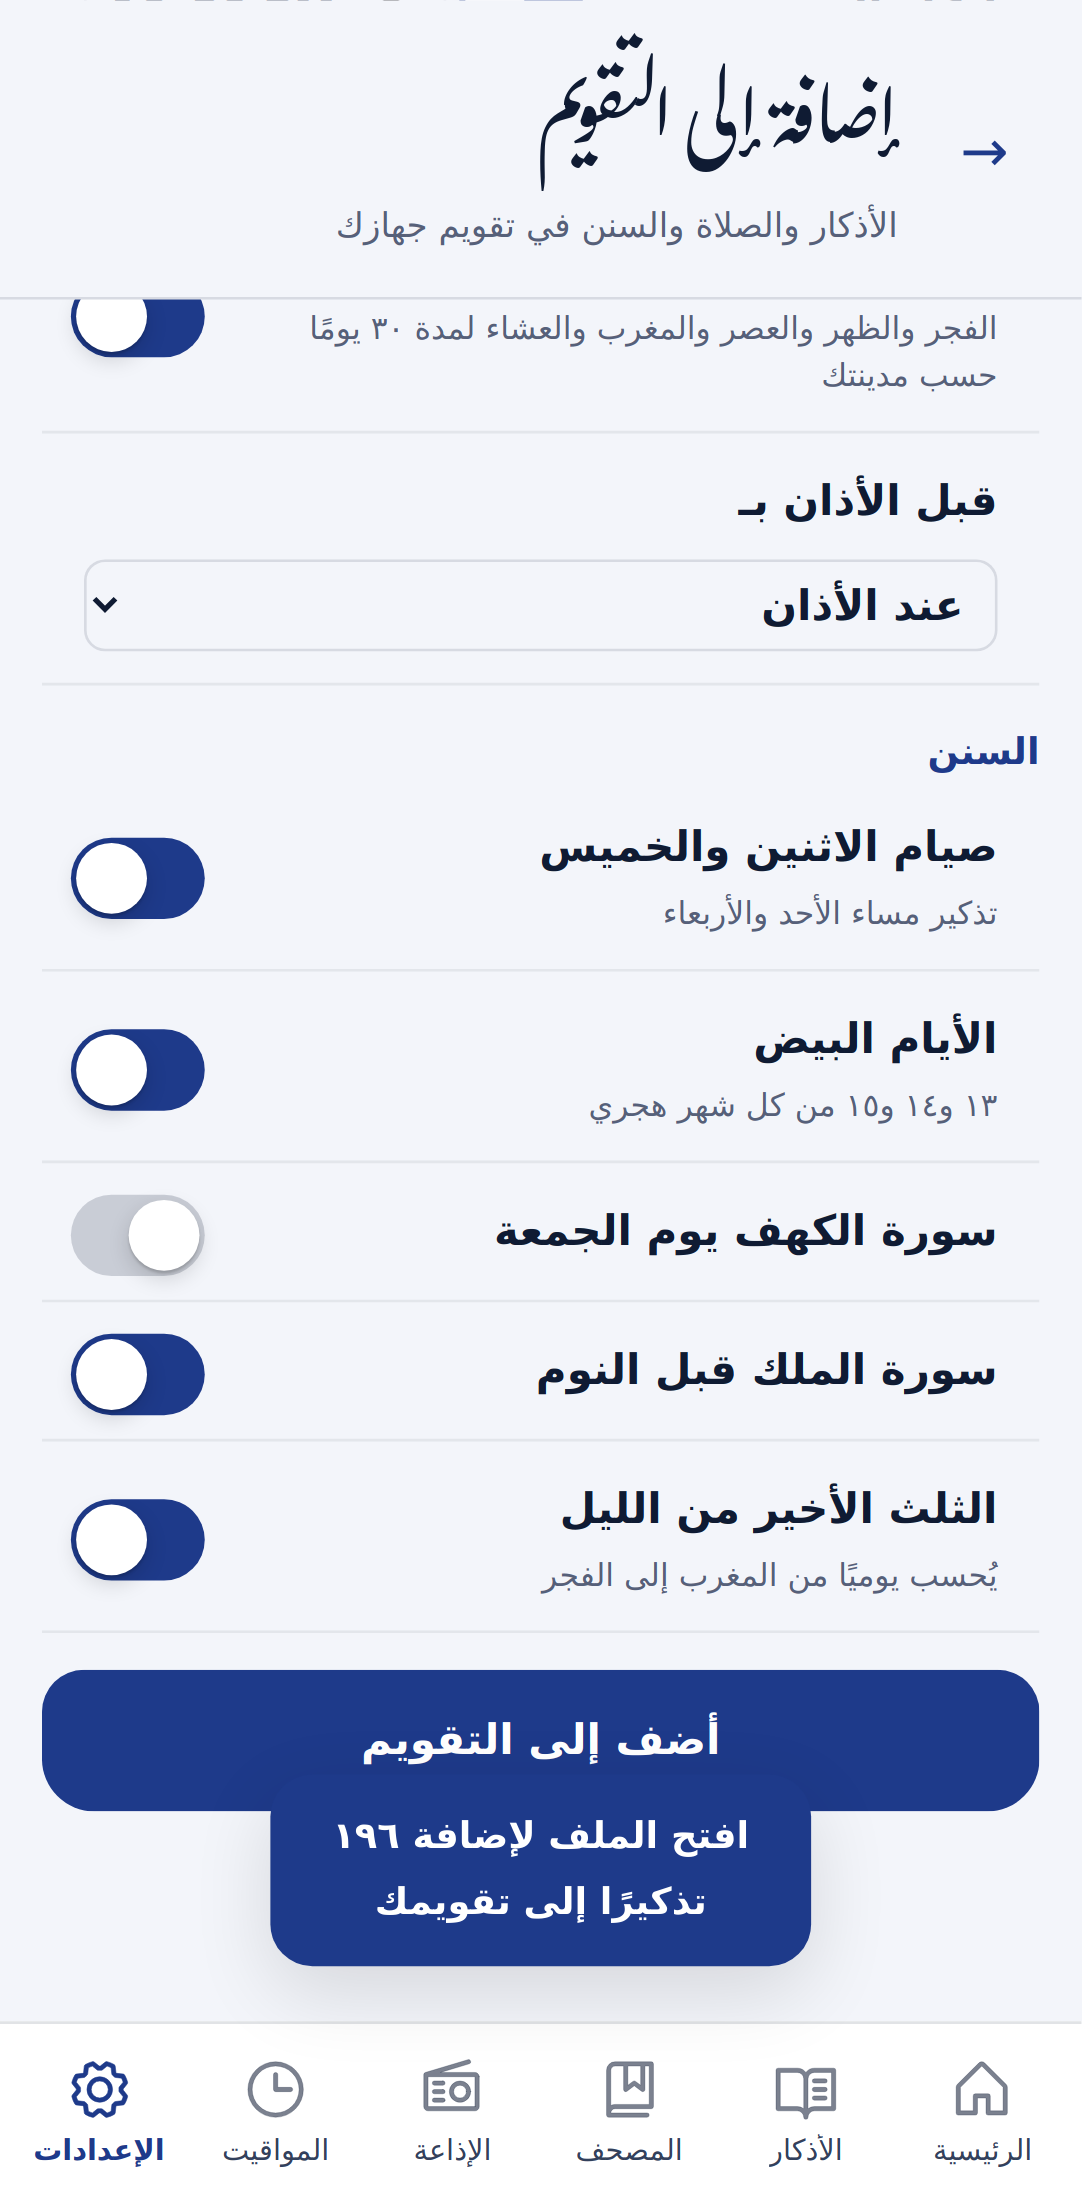 إضافة إلى التقويم
الأذكار والصلاة والسنن في تقويم جهازك
الفجر والظهر والعصر والمغرب والعشاء لمدة ٣٠ يومًا
حسب مدينتك
قبل الأذان بـ
عند الأذان
السنن
صيام الاثنين والخميس
تذكير مساء الأحد والأربعاء
الأيام البيض
١٣ و١٤ و١٥ من كل شهر هجري
سورة الكهف يوم الجمعة
سورة الملك قبل النوم
الثلث الأخير من الليل
يُحسب يوميًا من المغرب إلى الفجر
أضف إلى التقويم
افتح الملف لإضافة ١٩٦
تذكيرًا إلى تقويمك
الرئيسية
الأذكار
المصحف
الإذاعة
المواقيت
الإعدادات